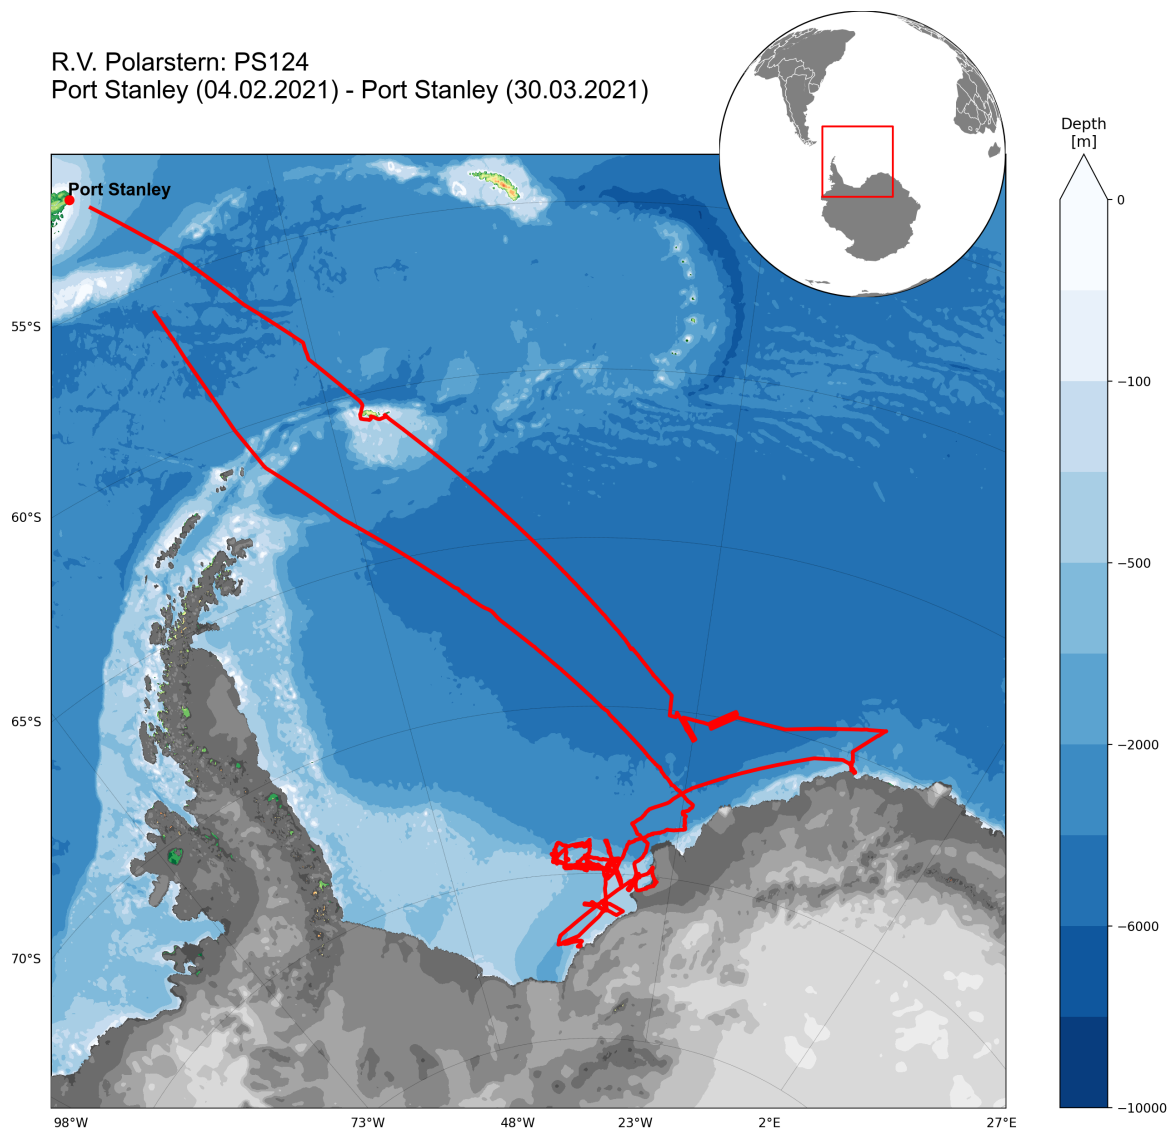 R.V. Polarstern: PS124
Port Stanley (04.02.2021) - Port Stanley (30.03.2021)
Depth
[m]
Port Stanley
0
−100
−500
−2000
−6000
−10000
55°S
60°S
65°S
70°S
98°W
73°W
48°W
23°W
2°E
27°E